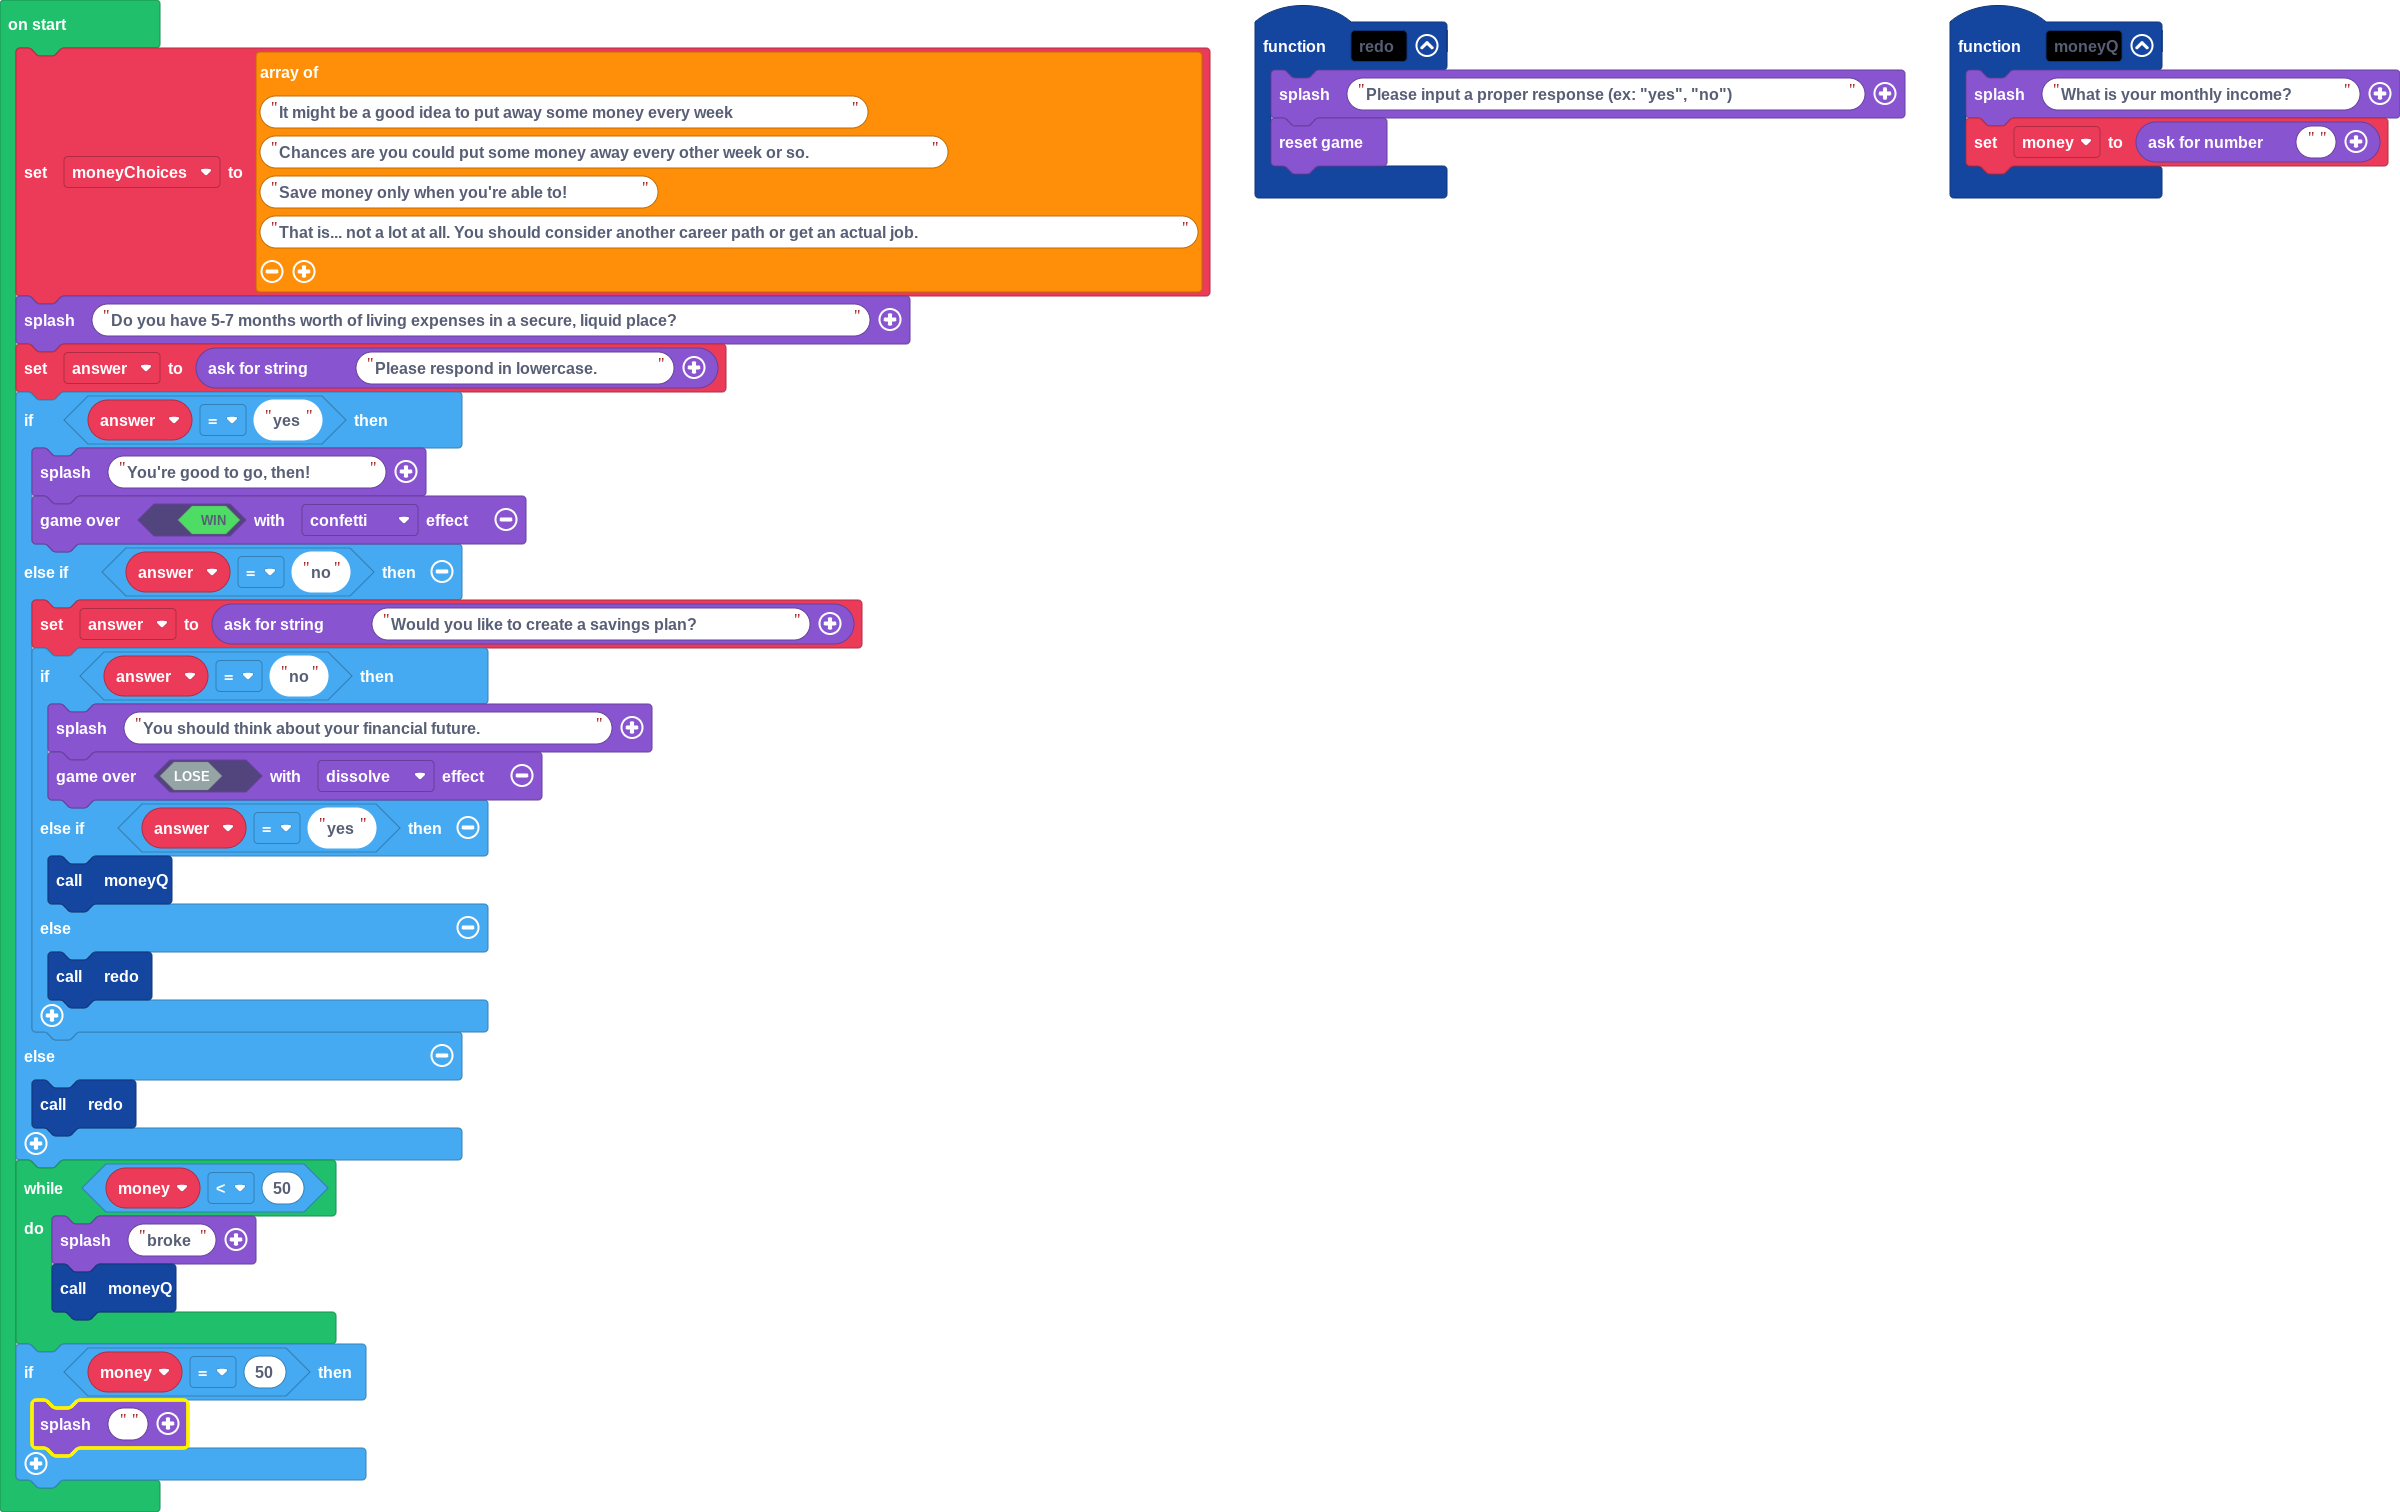 on start
set moneyChoices to
array of
"It might be a good idea to put away some money every week"
"Chances are you could put some money away every other week or so."
"Save money only when you're able to!"
"That is... not a lot at all. You should consider another career path or get an actual job."
splash "Do you have 5-7 months worth of living expenses in a secure, liquid place?"
set answer to ask for string "Please respond in lowercase."
if answer = "yes" then
splash "You're good to go, then!"
game over WIN with confetti effect
else if answer = "no" then
set answer to ask for string "Would you like to create a savings plan?"
if answer = "no" then
splash "You should think about your financial future."
game over LOSE with dissolve effect
else if answer = "yes" then
call moneyQ
else
call redo
else
call redo
while money < 50
do
splash "broke"
call moneyQ
if money = 50 then
splash ""
function redo
splash "Please input a proper response (ex: "yes", "no")"
reset game
function moneyQ
splash "What is your monthly income?"
set money to ask for number ""